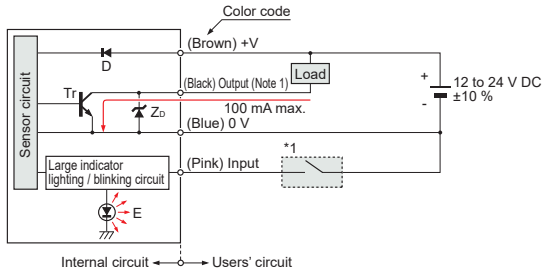 Color code
(Brown) +V
D
(Black) Output (Note 1)
Load
Tr
ZD
100 mA max.
+
-
12 to 24 V DC
±10 %
Sensor circuit
(Blue) 0 V
(Pink) Input
*1
Large indicator
lighting / blinking circuit
E
Internal circuit
Users' circuit